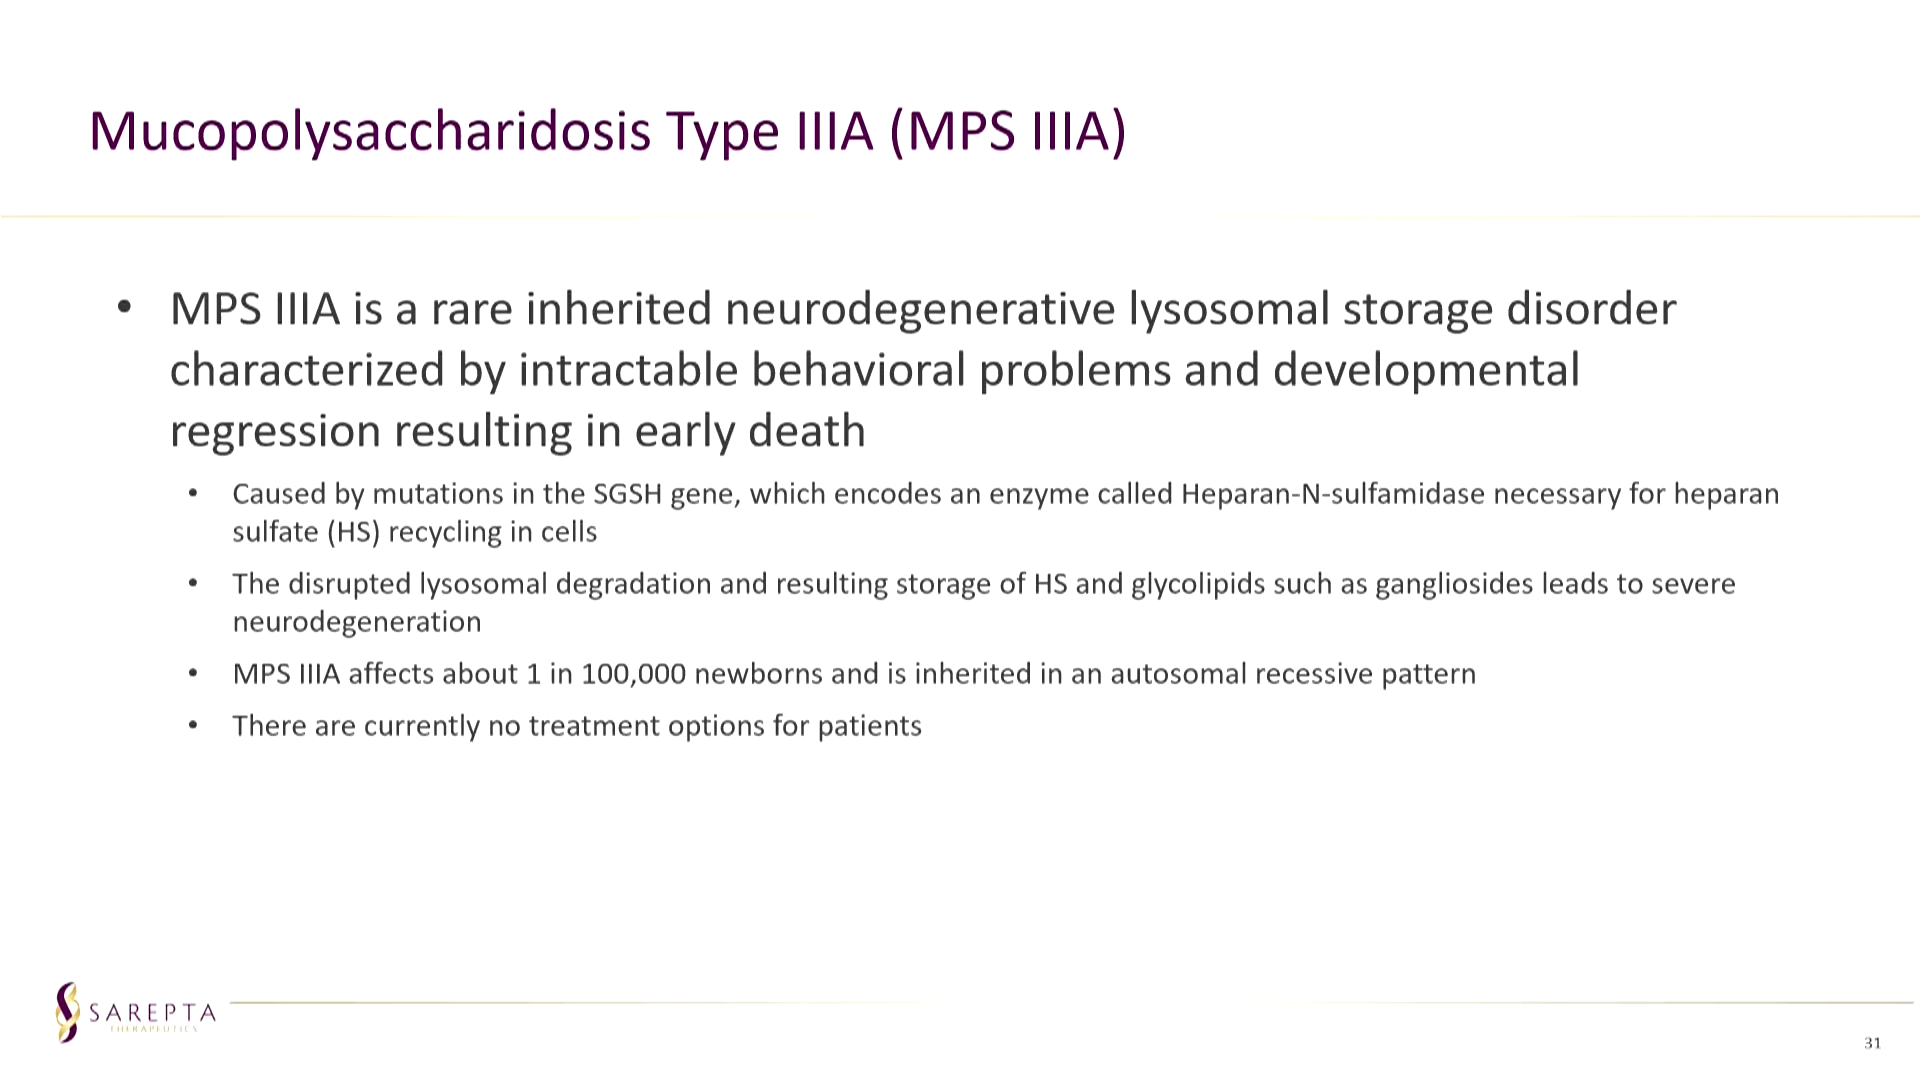 Mucopolysaccharidosis Type IIIA (MPS IIIA)
• MPS IIIA is a rare inherited neurodegenerative lysosomal storage disorder
characterized by intractable behavioral problems and developmental
regression resulting in early death
• Caused by mutations in the SGSH gene, which encodes an enzyme called Heparan-N-sulfamidase necessary for heparan
sulfate (HS) recycling in cells
• The disrupted lysosomal degradation and resulting storage of HS and glycolipids such as gangliosides leads to severe
neurodegeneration
• MPS IIIA affects about 1 in 100,000 newborns and is inherited in an autosomal recessive pattern
• There are currently no treatment options for patients
SAREPTA
THERAPEUTICS
31